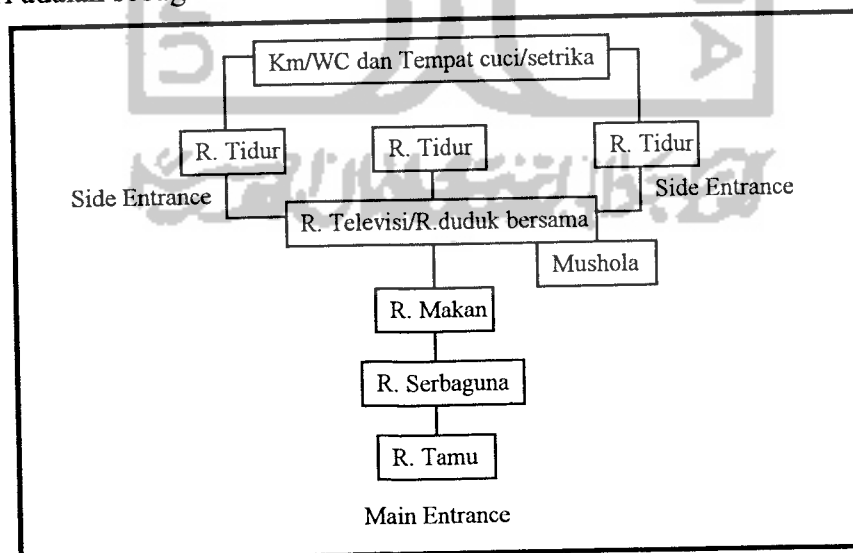 Km/WC dan Tempat cuci/setrika
R. Tidur R. Tidur R. Tidur
Side Entrance Side Entrance
R. Televisi/R.duduk bersama
Mushola
R. Makan
R. Serbaguna
R. Tamu
Main Entrance